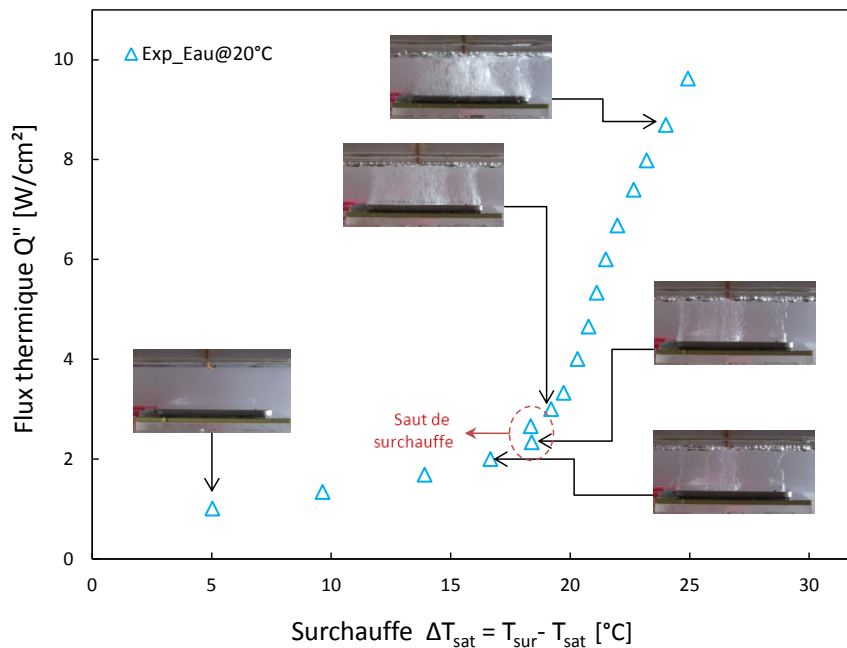 Exp_Eau@20°C
Flux thermique Q" [W/cm²]
10
8
6
4
2
0
Saut de
surchauffe
0 5 10 15 20 25 30
Surchauffe ΔTsat = Tsur- Tsat [°C]